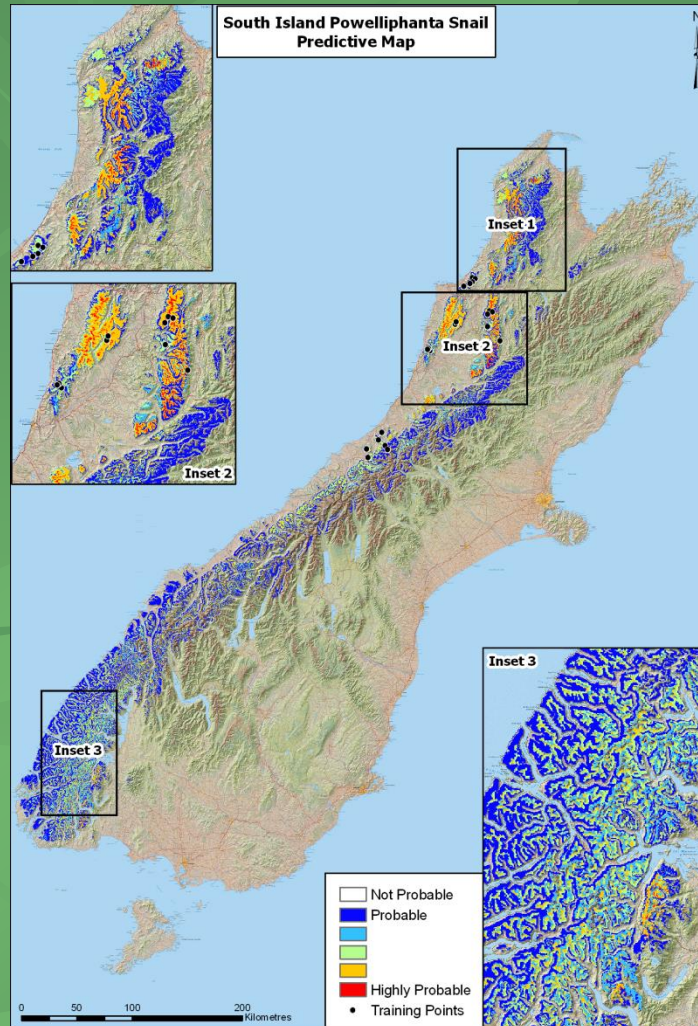 South Island Powelliphanta Snail
Predictive Map
N
Inset 1
Inset 2
Inset 2
Inset 3
Inset 3
Not Probable
Probable
Highly Probable
Training Points
0 50 100 200
Kilometres